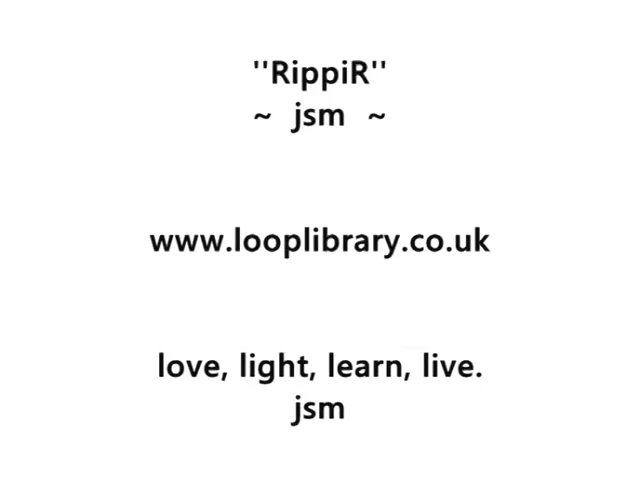 ''RippiR''
~ jsm ~
www.looplibrary.co.uk
love, light, learn, live.
jsm